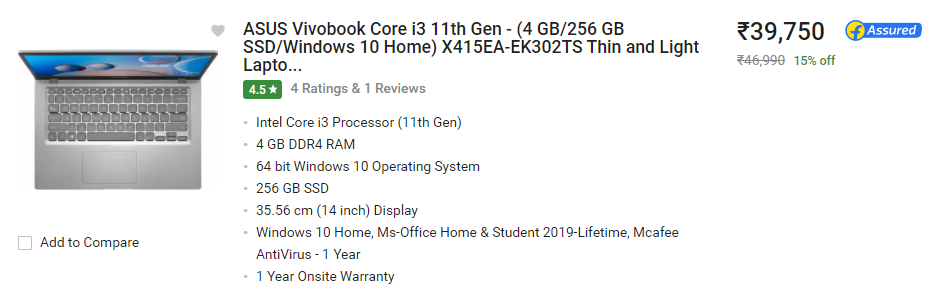 ASUS Vivobook Core i3 11th Gen - (4 GB/256 GB
SSD/Windows 10 Home) X415EA-EK302TS Thin and Light
Lapto...
4.5★ 4 Ratings & 1 Reviews
Intel Core i3 Processor (11th Gen)
4 GB DDR4 RAM
64 bit Windows 10 Operating System
256 GB SSD
35.56 cm (14 inch) Display
Windows 10 Home, Ms-Office Home & Student 2019-Lifetime, Mcafee
AntiVirus - 1 Year
1 Year Onsite Warranty
Add to Compare
₹39,750
Assured
₹46,990 15% off